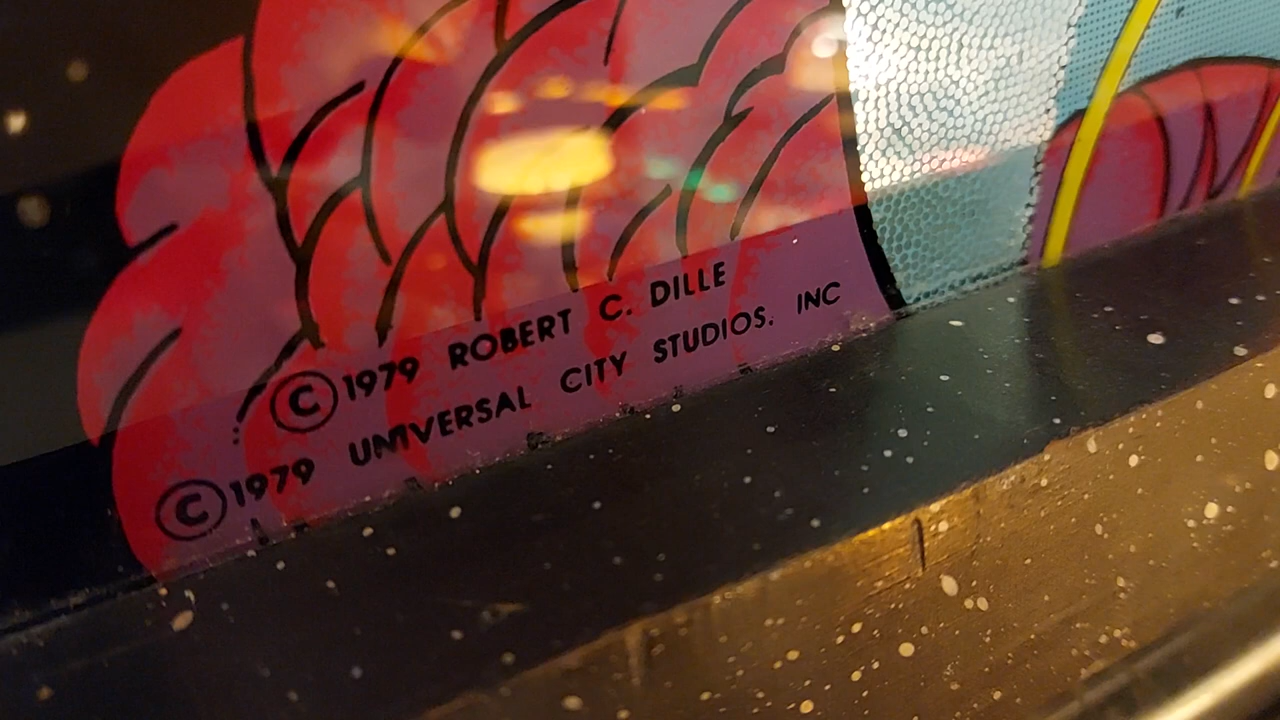 © 1979 ROBERT C. DILLE
© 1979 UNIVERSAL CITY STUDIOS. INC